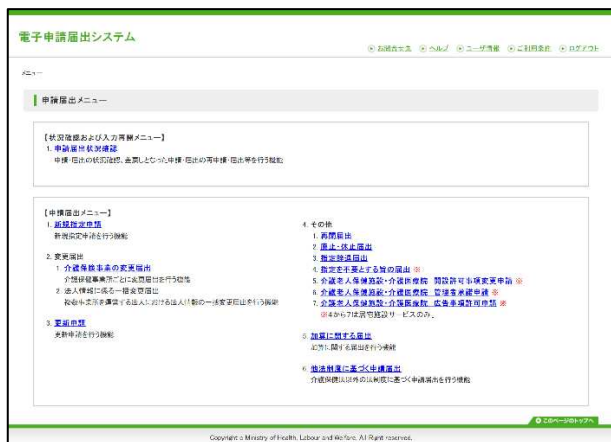 電子申請届出システム
お問合せ先 ヘルプ ユーザ情報 ご利用条件 ログアウト
メニュー
申請届出メニュー
【状況確認および入力再開メニュー】
1. 申請届出状況確認
申請・届出の状況確認、差戻しとなった申請・届出の再申請・届出等を行う機能
【申請届出メニュー】
1. 新規指定申請
新規指定申請を行う機能
2. 変更届出
1. 介護保険事業の変更届出
介護保険事業所ごとに変更届出を行う機能
2. 法人情報に係る一括変更届出
複数事業所を運営する法人における法人情報の一括変更届出を行う機能
3. 更新申請
更新申請を行う機能
4. その他
1. 再開届出
2. 廃止・休止届出
3. 指定辞退届出
4. 指定を不要とする旨の届出 ※
5. 介護老人保健施設・介護医療院 開設許可事項変更申請 ※
6. 介護老人保健施設・介護医療院 管理者承認申請 ※
7. 介護老人保健施設・介護医療院 広告事項許可申請 ※
※4から7は居宅施設サービスのみ。
5. 加算に関する届出
加算に関する届出を行う機能
6. 他法制度に基づく申請届出
介護保険法以外の法制度に基づく申請届出を行う機能
このページのトップへ
Copyright © Ministry of Health, Labour and Welfare, All Right reserved.